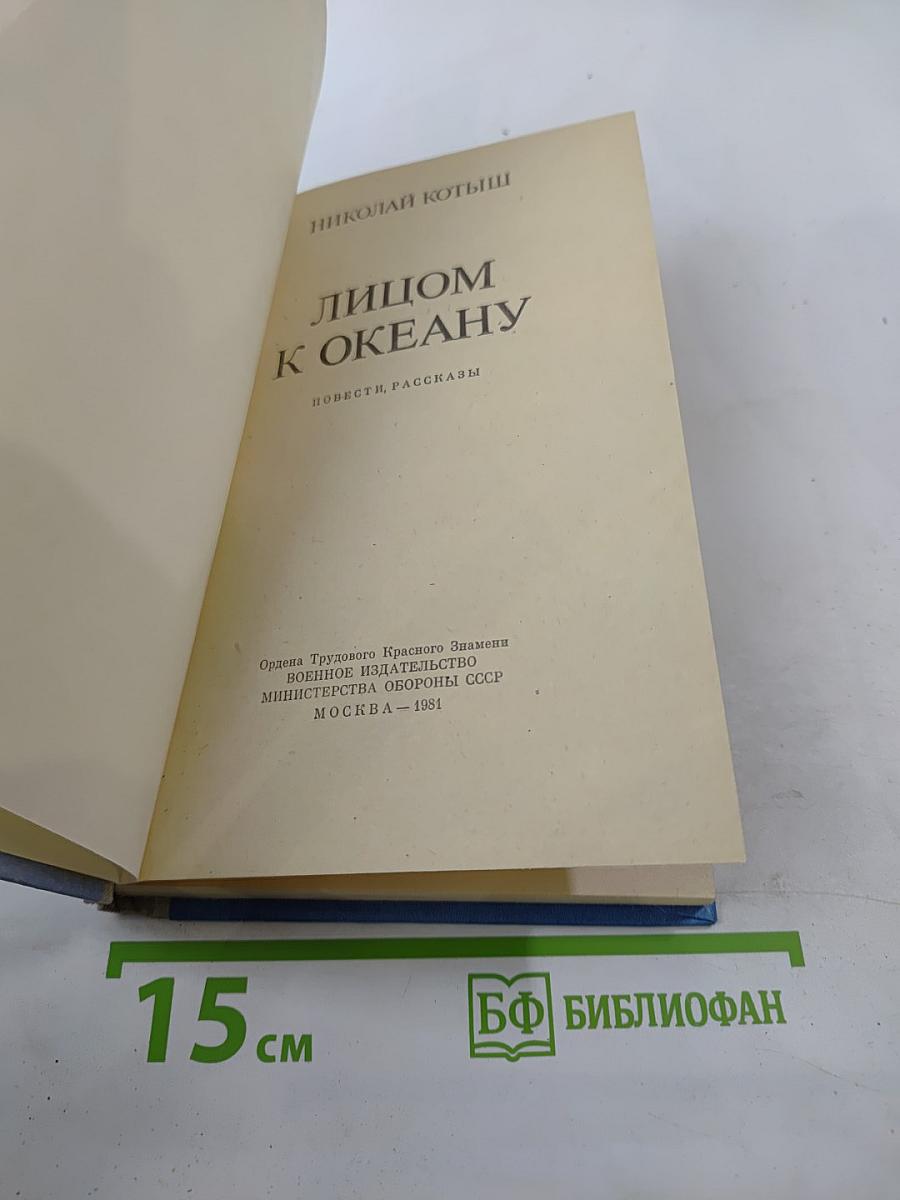 НИКОЛАЙ КОТЫШ
ЛИЦОМ
К ОКЕАНУ
ПОВЕСТИ, РАССКАЗЫ
Ордена Трудового Красного Знамени
ВОЕННОЕ ИЗДАТЕЛЬСТВО
МИНИСТЕРСТВА ОБОРОНЫ СССР
МОСКВА — 1981
15 см
БФ БИБЛИОФАН